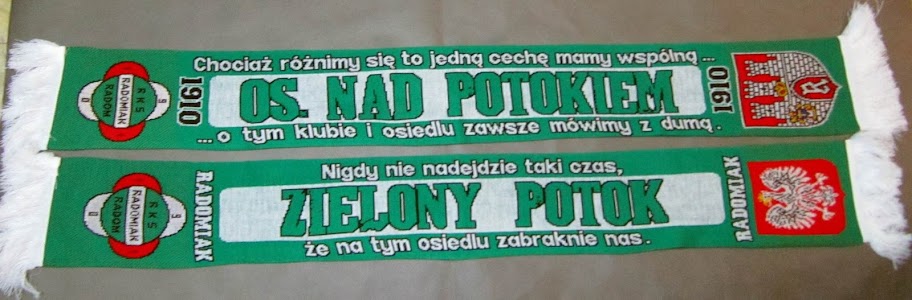 Chociaż różnimy się to jedną cechę mamy wspólną ...
RKS
RADOMIAK
RADOM
1910
OS. NAD POTOKIEM
1910
R
... o tym klubie i osiedlu zawsze mówimy z dumą.
Nigdy nie nadejdzie taki czas,
RKS
RADOMIAK
RADOM
RADOMIAK
ZIELONY POTOK
RADOMIAK
że na tym osiedlu zabraknie nas.